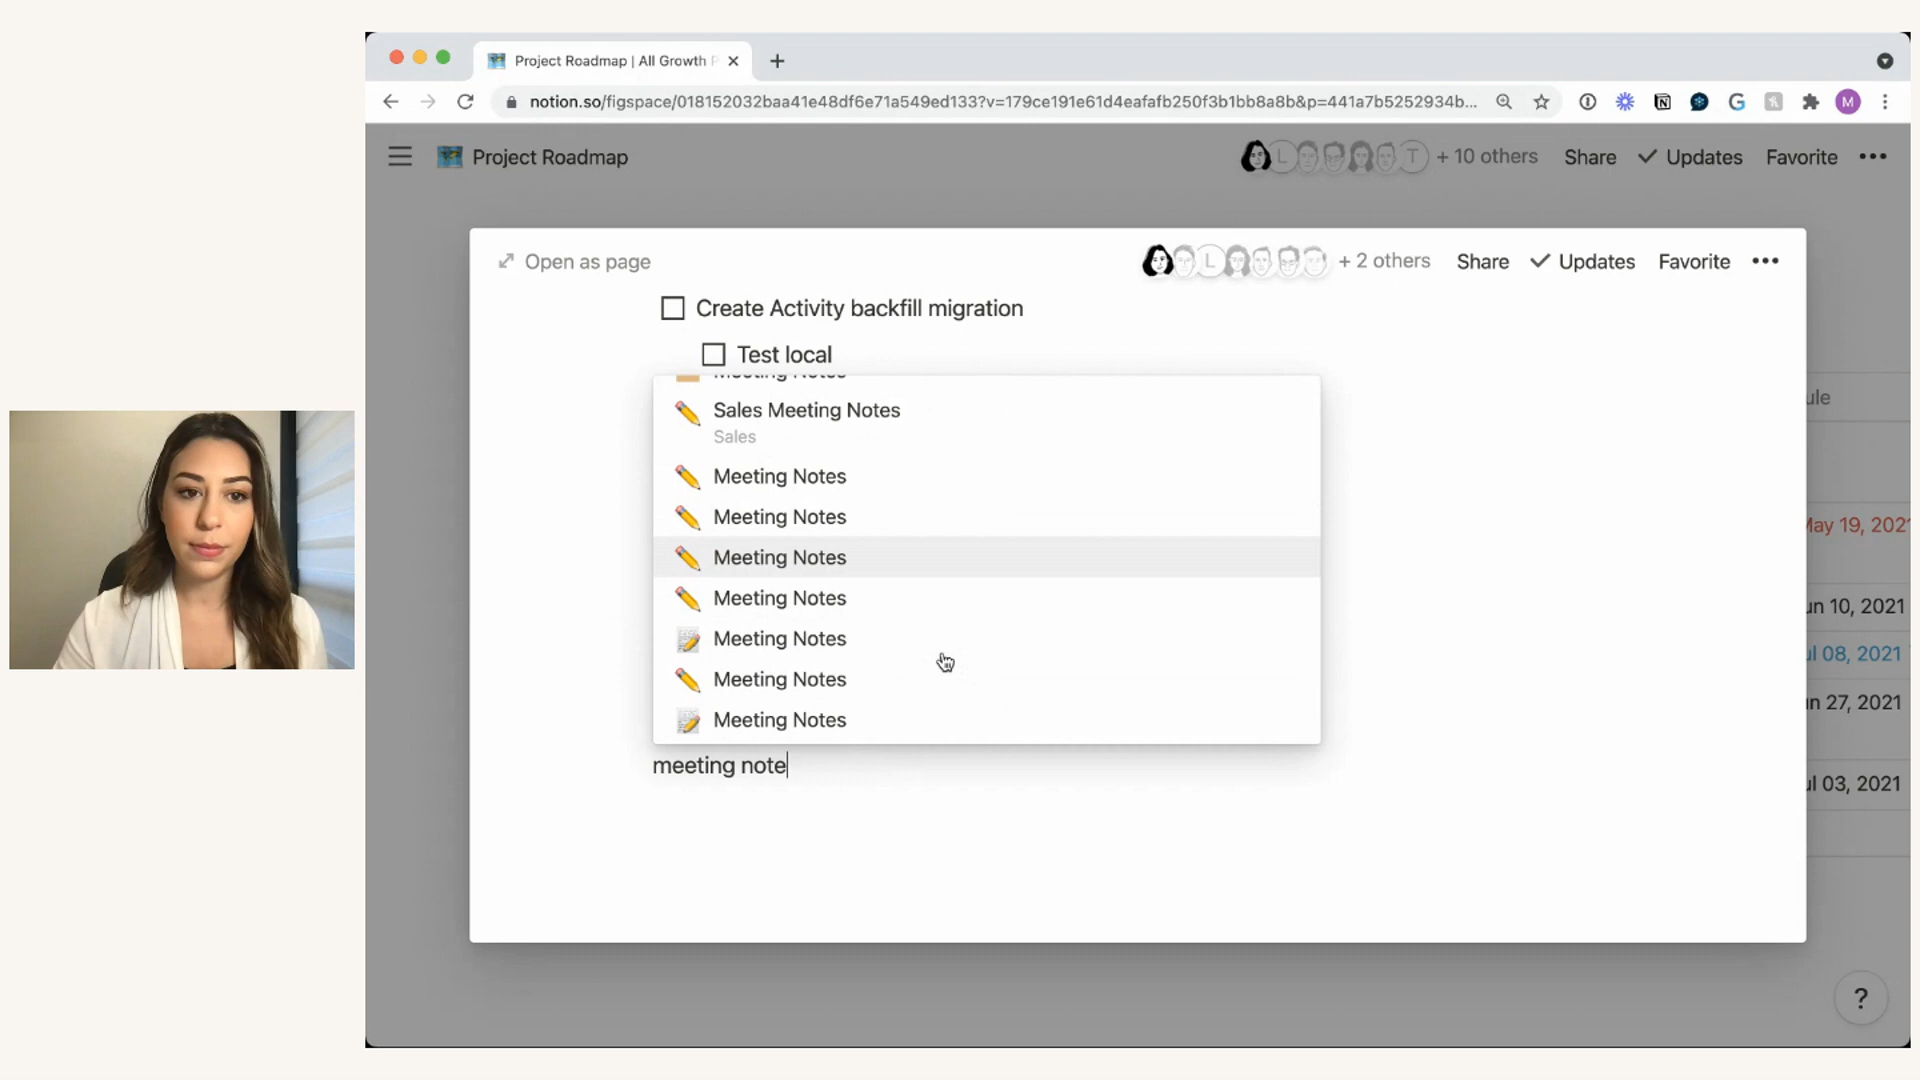 Project Roadmap | All Growth P
notion.so/figspace/018152032baa41e48df6e71a549ed133?v=179ce191e61d4eafafb250f3b1bb8a8b&p=441a7b5252934b...
M
Project Roadmap
L
T
+ 10 others
Share
Updates
Favorite
Open as page
L
+ 2 others
Share
Updates
Favorite
Create Activity backfill migration
Test local
Meeting Notes
Sales Meeting Notes
Sales
Meeting Notes
Meeting Notes
Meeting Notes
Meeting Notes
Meeting Notes
Meeting Notes
Meeting Notes
meeting note
ule
May 19, 202
un 10, 2021
ul 08, 2021
un 27, 2021
ul 03, 2021
?